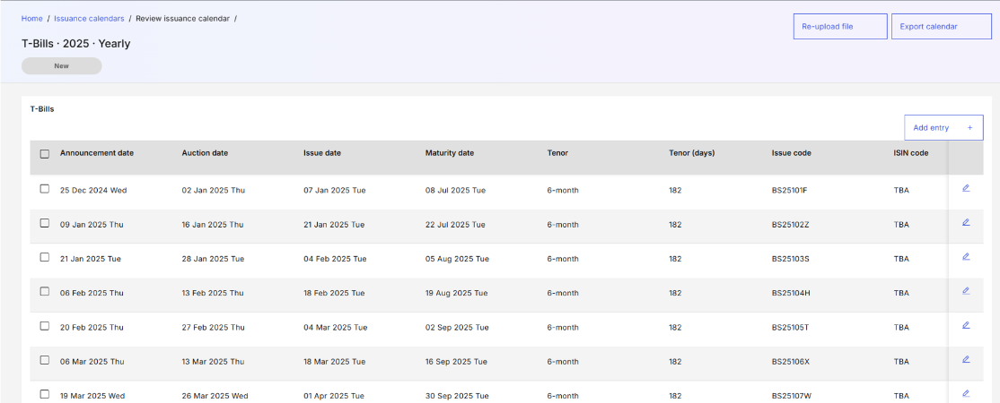 Home / Issuance calendars / Review issuance calendar /
Re-upload file
Export calendar
T-Bills · 2025 · Yearly
New
T-Bills
Add entry +
Announcement date Auction date Issue date Maturity date Tenor Tenor (days) Issue code ISIN code
25 Dec 2024 Wed 02 Jan 2025 Thu 07 Jan 2025 Tue 08 Jul 2025 Tue 6-month 182 BS25101F TBA
09 Jan 2025 Thu 16 Jan 2025 Thu 21 Jan 2025 Tue 22 Jul 2025 Tue 6-month 182 BS25102Z TBA
21 Jan 2025 Tue 28 Jan 2025 Tue 04 Feb 2025 Tue 05 Aug 2025 Tue 6-month 182 BS25103S TBA
06 Feb 2025 Thu 13 Feb 2025 Thu 18 Feb 2025 Tue 19 Aug 2025 Tue 6-month 182 BS25104H TBA
20 Feb 2025 Thu 27 Feb 2025 Thu 04 Mar 2025 Tue 02 Sep 2025 Tue 6-month 182 BS25105T TBA
06 Mar 2025 Thu 13 Mar 2025 Thu 18 Mar 2025 Tue 16 Sep 2025 Tue 6-month 182 BS25106X TBA
19 Mar 2025 Wed 26 Mar 2025 Wed 01 Apr 2025 Tue 30 Sep 2025 Tue 6-month 182 BS25107W TBA